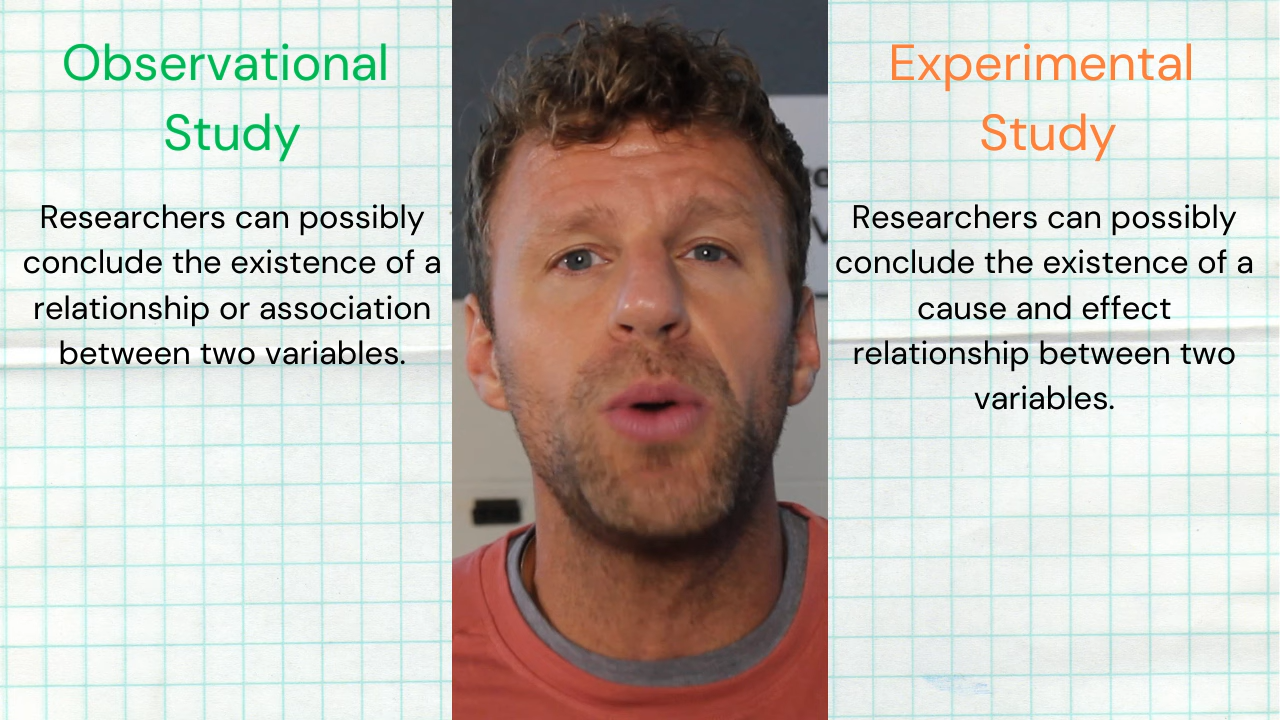 Observational
Study
Researchers can possibly
conclude the existence of a
relationship or association
between two variables.
Experimental
Study
Researchers can possibly
conclude the existence of a
cause and effect
relationship between two
variables.